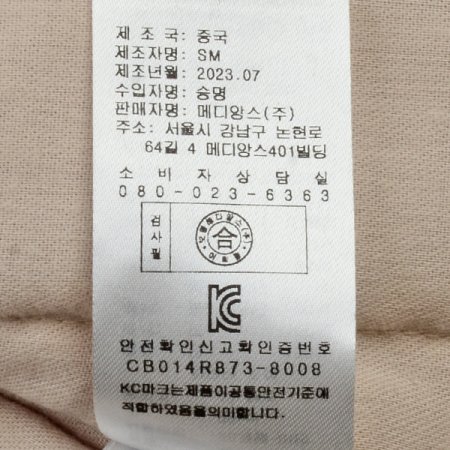 제 조 국: 중국
제조자명: SM
제조년월: 2023.07
수입자명: 승명
판매자명: 메디앙스(주)
주소: 서울시 강남구 논현로
64길 4 메디앙스401빌딩
소 비 자 상 담 실
080-023-6363
검사필
合
안전확인신고확인증번호
CB014R873-8008
KC마크는제품이공통안전기준에
적합하였음을의미합니다.